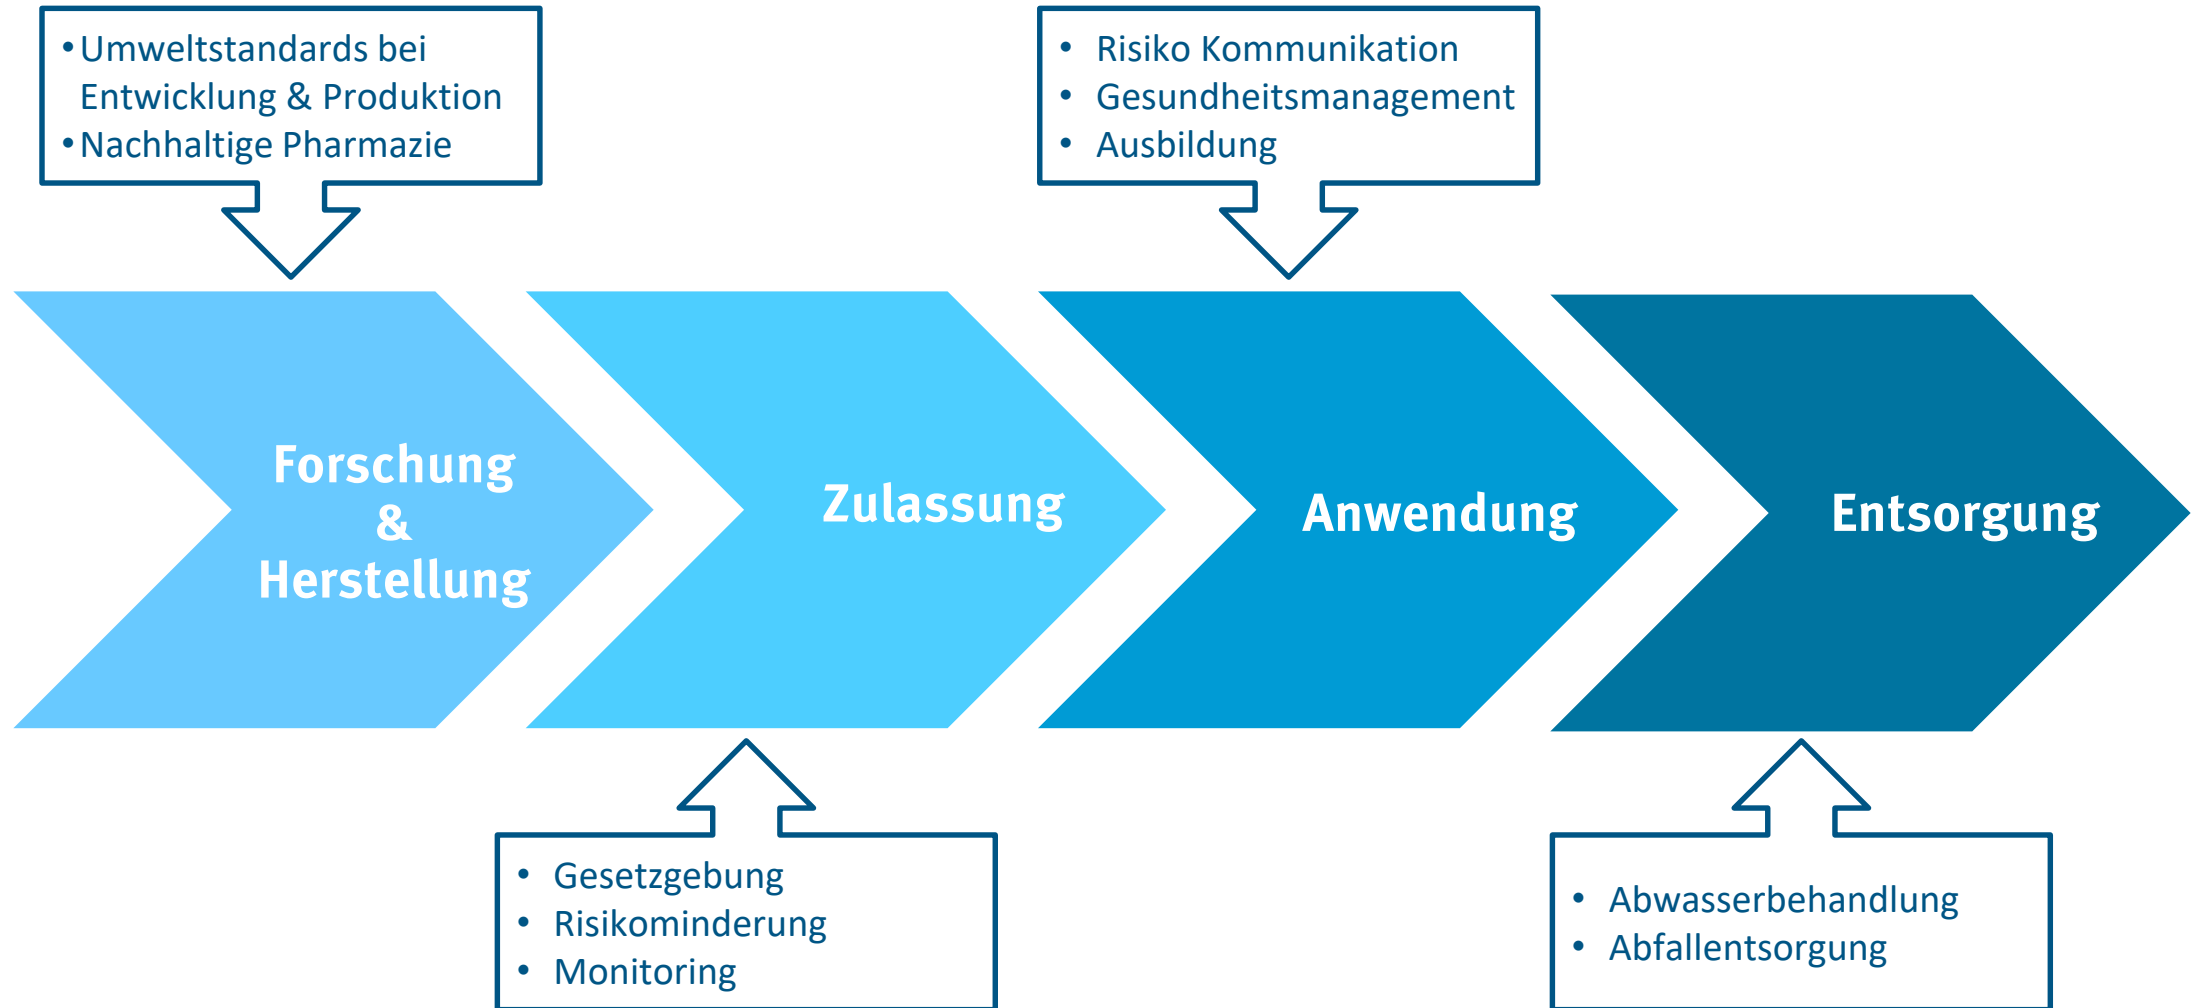 • Umweltstandards bei
Entwicklung & Produktion
• Nachhaltige Pharmazie
• Risiko Kommunikation
• Gesundheitsmanagement
• Ausbildung
Forschung
&
Herstellung
Zulassung
Anwendung
Entsorgung
• Gesetzgebung
• Risikominderung
• Monitoring
• Abwasserbehandlung
• Abfallentsorgung